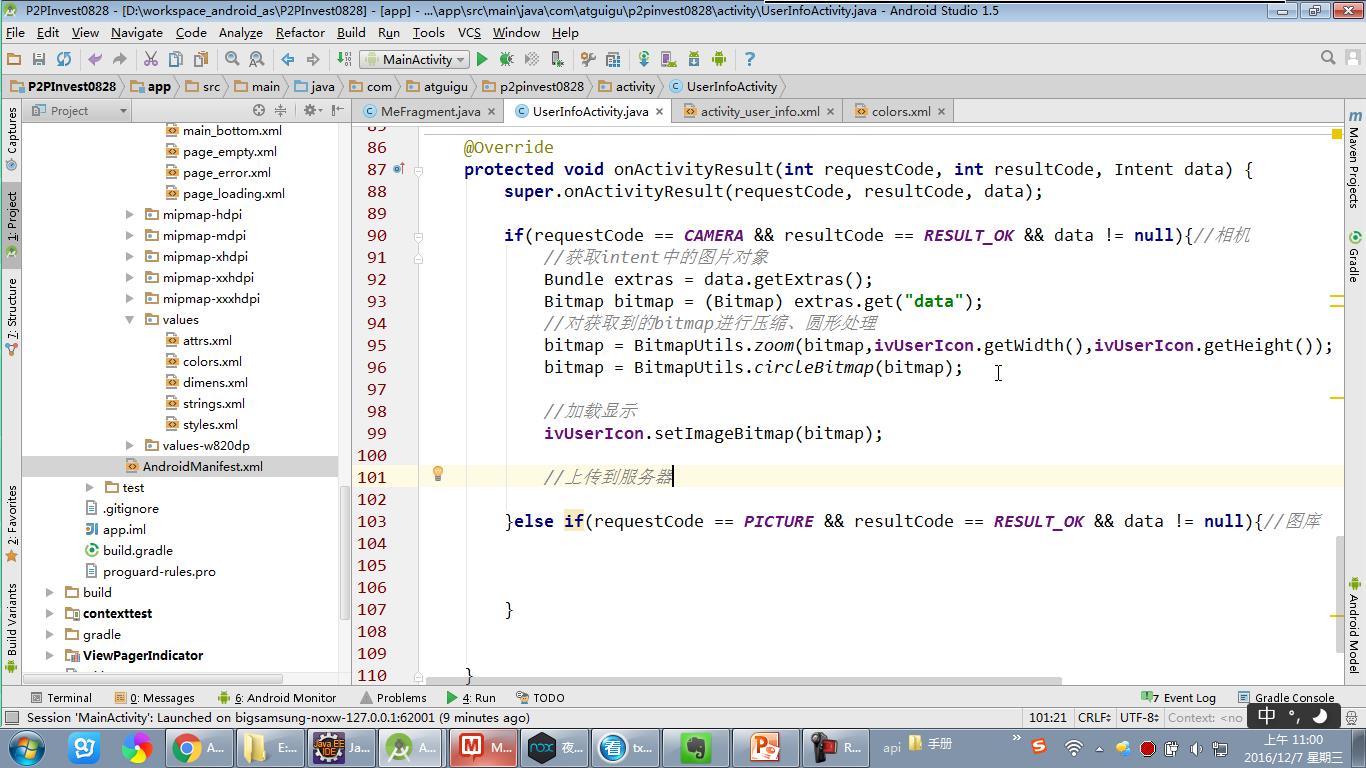 P2PInvest0828 - [D:\workspace_android_as\P2PInvest0828] - [app] - ...\app\src\main\java\com\atguigu\p2pinvest0828\activity\UserInfoActivity.java - Android Studio 1.5
File Edit View Navigate Code Analyze Refactor Build Run Tools VCS Window Help
MainActivity
P2PInvest0828 app src main java com atguigu p2pinvest0828 activity UserInfoActivity
Project
MeFragment.java UserInfoActivity.java activity_user_info.xml colors.xml
Captures
1: Project
7: Structure
2: Favorites
Build Variants
main_bottom.xml
page_empty.xml
page_error.xml
page_loading.xml
mipmap-hdpi
mipmap-mdpi
mipmap-xhdpi
mipmap-xxhdpi
mipmap-xxxhdpi
values
attrs.xml
colors.xml
dimens.xml
strings.xml
styles.xml
values-w820dp
AndroidManifest.xml
test
.gitignore
app.iml
build.gradle
proguard-rules.pro
build
contexttest
gradle
ViewPagerIndicator
86 @Override
87 protected void onActivityResult(int requestCode, int resultCode, Intent data) {
88 super.onActivityResult(requestCode, resultCode, data);
89
90 if(requestCode == CAMERA && resultCode == RESULT_OK && data != null){//相机
91 //获取intent中的图片对象
92 Bundle extras = data.getExtras();
93 Bitmap bitmap = (Bitmap) extras.get("data");
94 //对获取到的bitmap进行压缩、圆形处理
95 bitmap = BitmapUtils.zoom(bitmap,ivUserIcon.getWidth(),ivUserIcon.getHeight());
96 bitmap = BitmapUtils.circleBitmap(bitmap);
97
98 //加载显示
99 ivUserIcon.setImageBitmap(bitmap);
100
101 //上传到服务器
102
103 }else if(requestCode == PICTURE && resultCode == RESULT_OK && data != null){//图库
104
105
106
107 }
108
109
110 }
Maven Projects
Gradle
Android Model
Terminal 0: Messages 6: Android Monitor Problems 4: Run TODO 7 Event Log Gradle Console
Session 'MainActivity': Launched on bigsamsung-noxw-127.0.0.1:62001 (9 minutes ago) 101:21 CRLF UTF-8 Context: <no
中 °,
A... E:... Ja... A... M... 夜... tx... R... api 手册 »
上午 11:00
2016/12/7 星期三